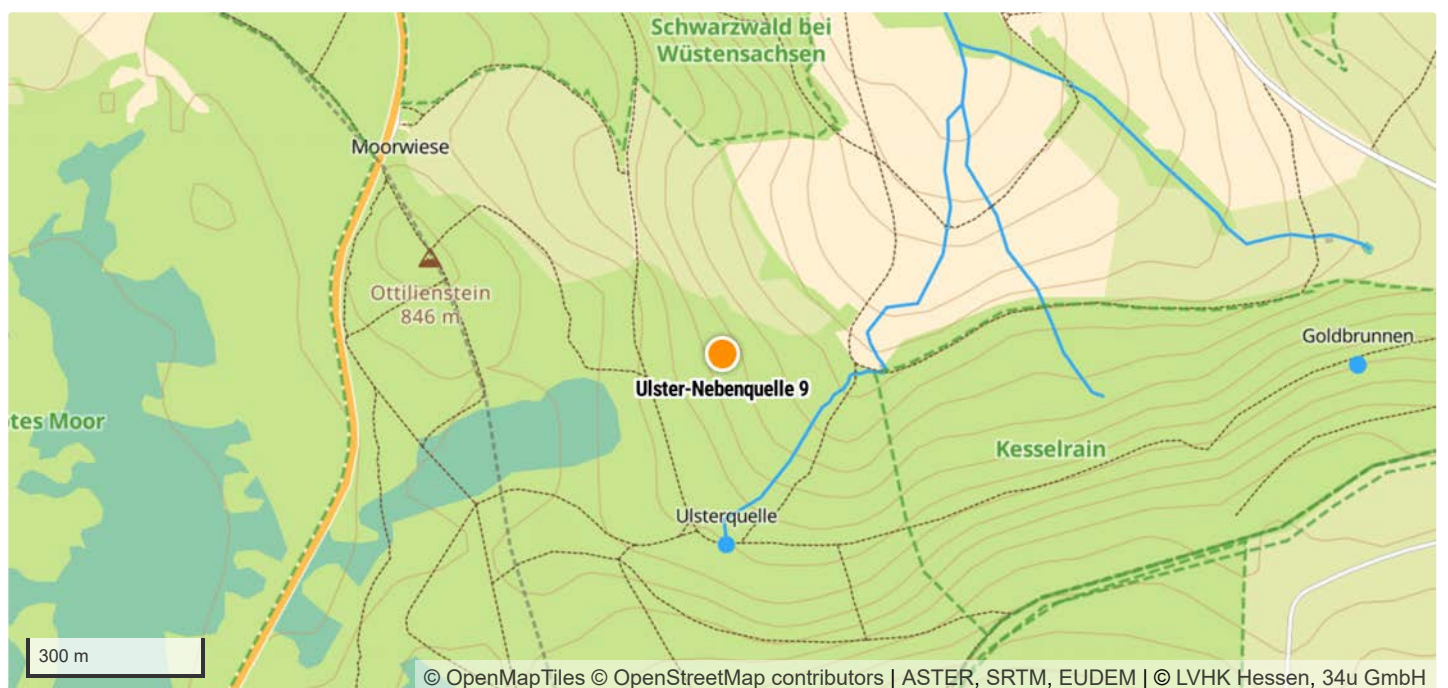 Schwarzwald bei
Wüstensachsen
Moorwiese
Ottilienstein
846 m
Goldbrunnen
Ulster-Nebenquelle 9
tes Moor
Kesselrain
Ulsterquelle
300 m
© OpenMapTiles © OpenStreetMap contributors | ASTER, SRTM, EUDEM | © LVHK Hessen, 34u GmbH